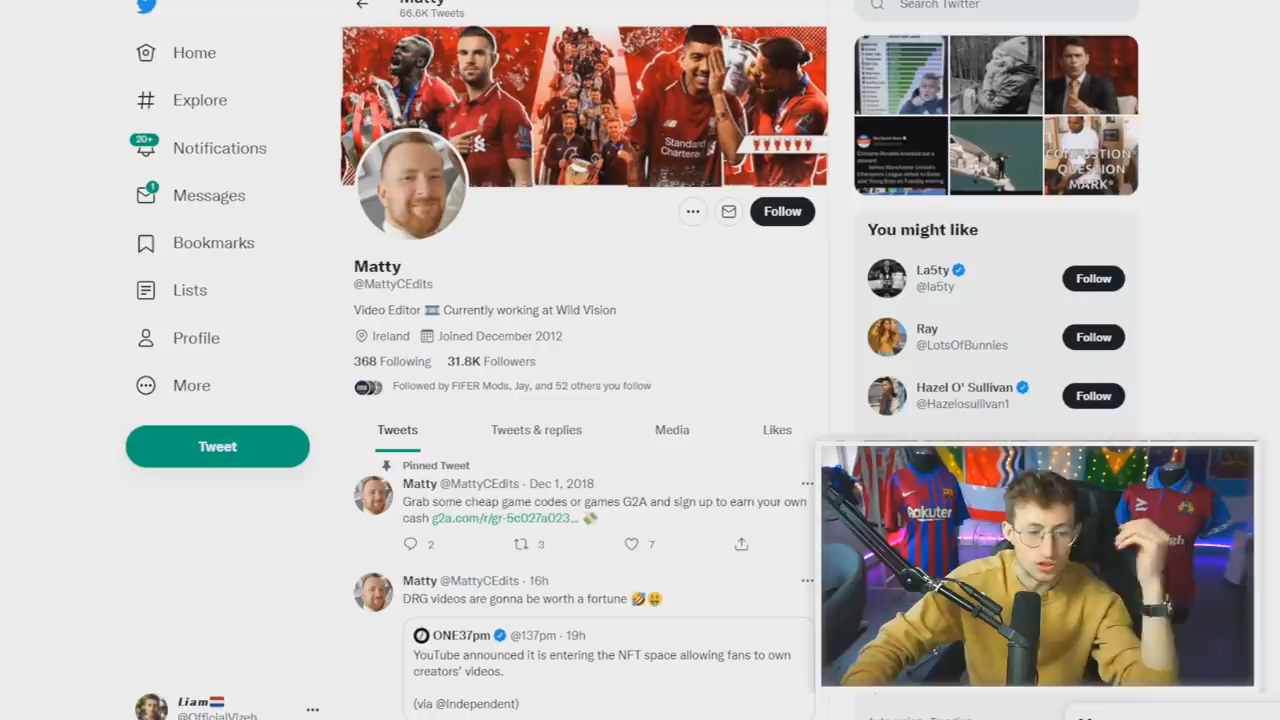 Matty
66.6K Tweets
Search Twitter
Home
Explore
20+
Notifications
1
Messages
Bookmarks
Lists
Profile
More
Tweet
Liam
@OfficialVizeh
Standard
Chartered
Follow
Matty
@MattyCEdits
Video Editor 🎞 Currently working at Wild Vision
Ireland Joined December 2012
368 Following 31.8K Followers
Followed by FIFER Mods, Jay, and 52 others you follow
Tweets Tweets & replies Media Likes
Pinned Tweet
Matty @MattyCEdits · Dec 1, 2018
Grab some cheap game codes or games G2A and sign up to earn your own
cash g2a.com/r/gr-5c027a023... 💸
2 3 7
Matty @MattyCEdits · 16h
DRG videos are gonna be worth a fortune 🤣🤑
ONE37pm @137pm · 19h
YouTube announced it is entering the NFT space allowing fans to own
creators' videos.
(via @Independent)
CONFUSTION*
QUESTION
MARK*
You might like
La5ty
@la5ty
Follow
Ray
@LotsOfBunnies
Follow
Hazel O' Sullivan
@Hazelosullivan1
Follow
Rakuten